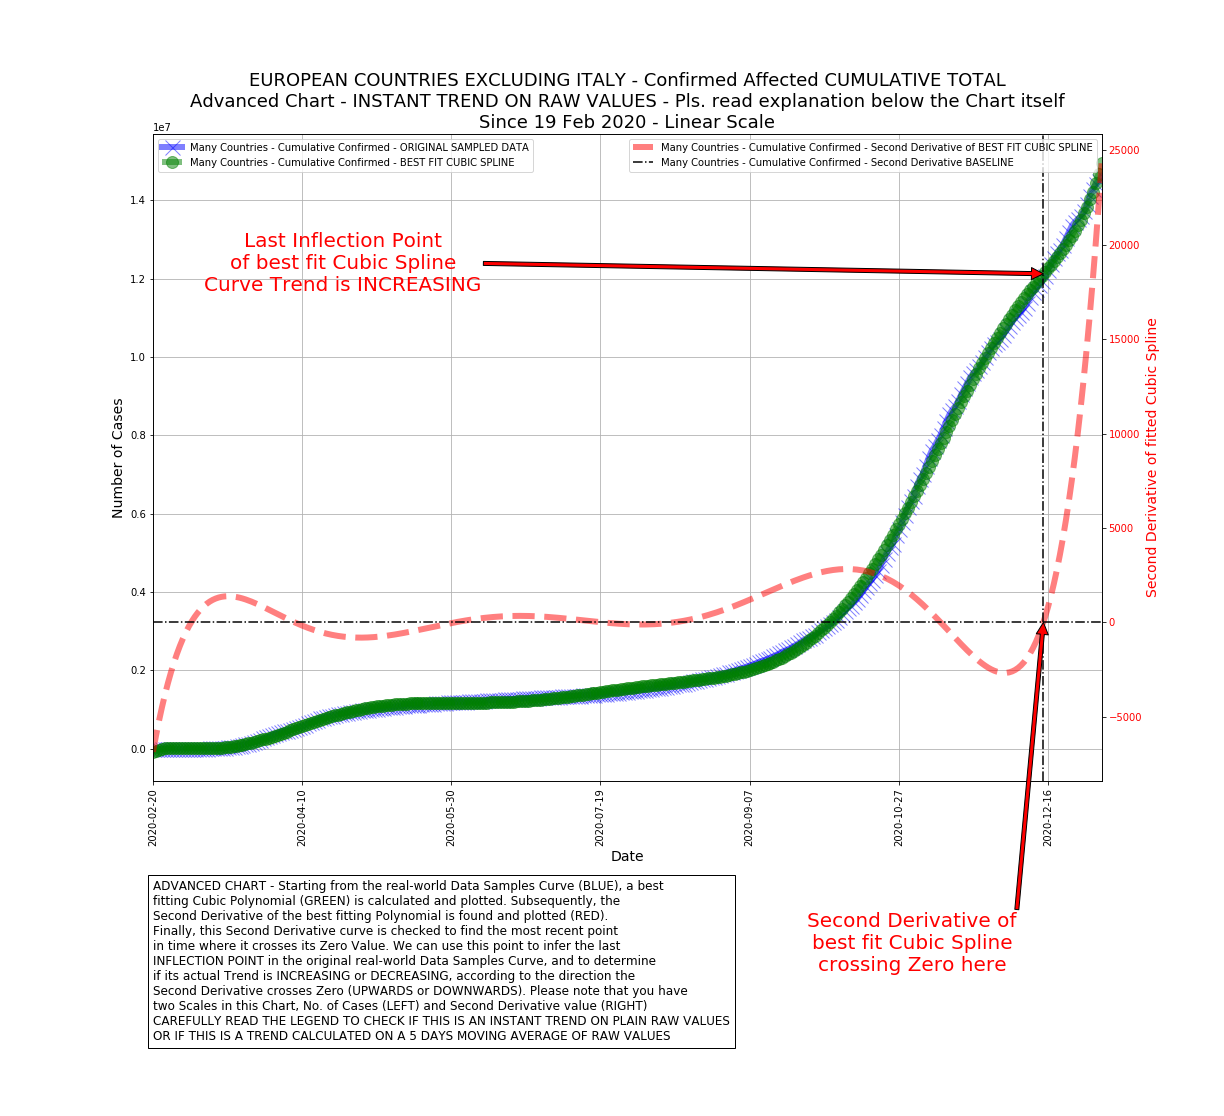 EUROPEAN COUNTRIES EXCLUDING ITALY - Confirmed Affected CUMULATIVE TOTAL
Advanced Chart - INSTANT TREND ON RAW VALUES - Pls. read explanation below the Chart itself
Since 19 Feb 2020 - Linear Scale
1e7
Many Countries - Cumulative Confirmed - ORIGINAL SAMPLED DATA
Many Countries - Cumulative Confirmed - BEST FIT CUBIC SPLINE
Many Countries - Cumulative Confirmed - Second Derivative of BEST FIT CUBIC SPLINE
Many Countries - Cumulative Confirmed - Second Derivative BASELINE
Last Inflection Point
of best fit Cubic Spline
Curve Trend is INCREASING
Number of Cases
1.4
1.2
1.0
0.8
0.6
0.4
0.2
0.0
25000
20000
15000
10000
5000
0
−5000
Second Derivative of fitted Cubic Spline
2020-02-20
2020-04-10
2020-05-30
2020-07-19
2020-09-07
2020-10-27
2020-12-16
Date
ADVANCED CHART - Starting from the real-world Data Samples Curve (BLUE), a best
fitting Cubic Polynomial (GREEN) is calculated and plotted. Subsequently, the
Second Derivative of the best fitting Polynomial is found and plotted (RED).
Finally, this Second Derivative curve is checked to find the most recent point
in time where it crosses its Zero Value. We can use this point to infer the last
INFLECTION POINT in the original real-world Data Samples Curve, and to determine
if its actual Trend is INCREASING or DECREASING, according to the direction the
Second Derivative crosses Zero (UPWARDS or DOWNWARDS). Please note that you have
two Scales in this Chart, No. of Cases (LEFT) and Second Derivative value (RIGHT)
CAREFULLY READ THE LEGEND TO CHECK IF THIS IS AN INSTANT TREND ON PLAIN RAW VALUES
OR IF THIS IS A TREND CALCULATED ON A 5 DAYS MOVING AVERAGE OF RAW VALUES
Second Derivative of
best fit Cubic Spline
crossing Zero here